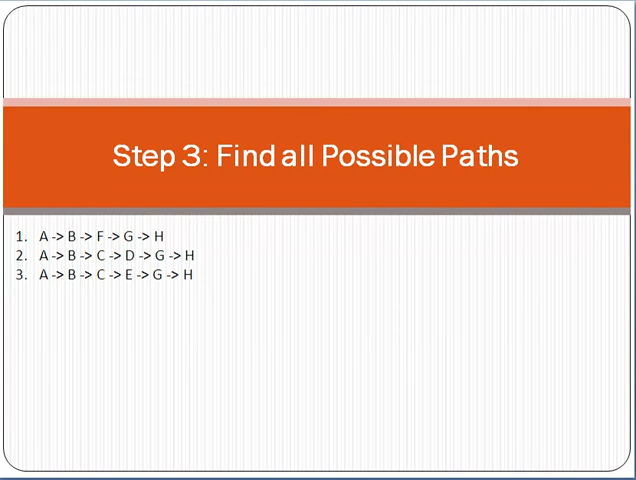 Step 3: Find all Possible Paths
1. A -> B -> F -> G -> H
2. A -> B -> C -> D -> G -> H
3. A -> B -> C -> E -> G -> H